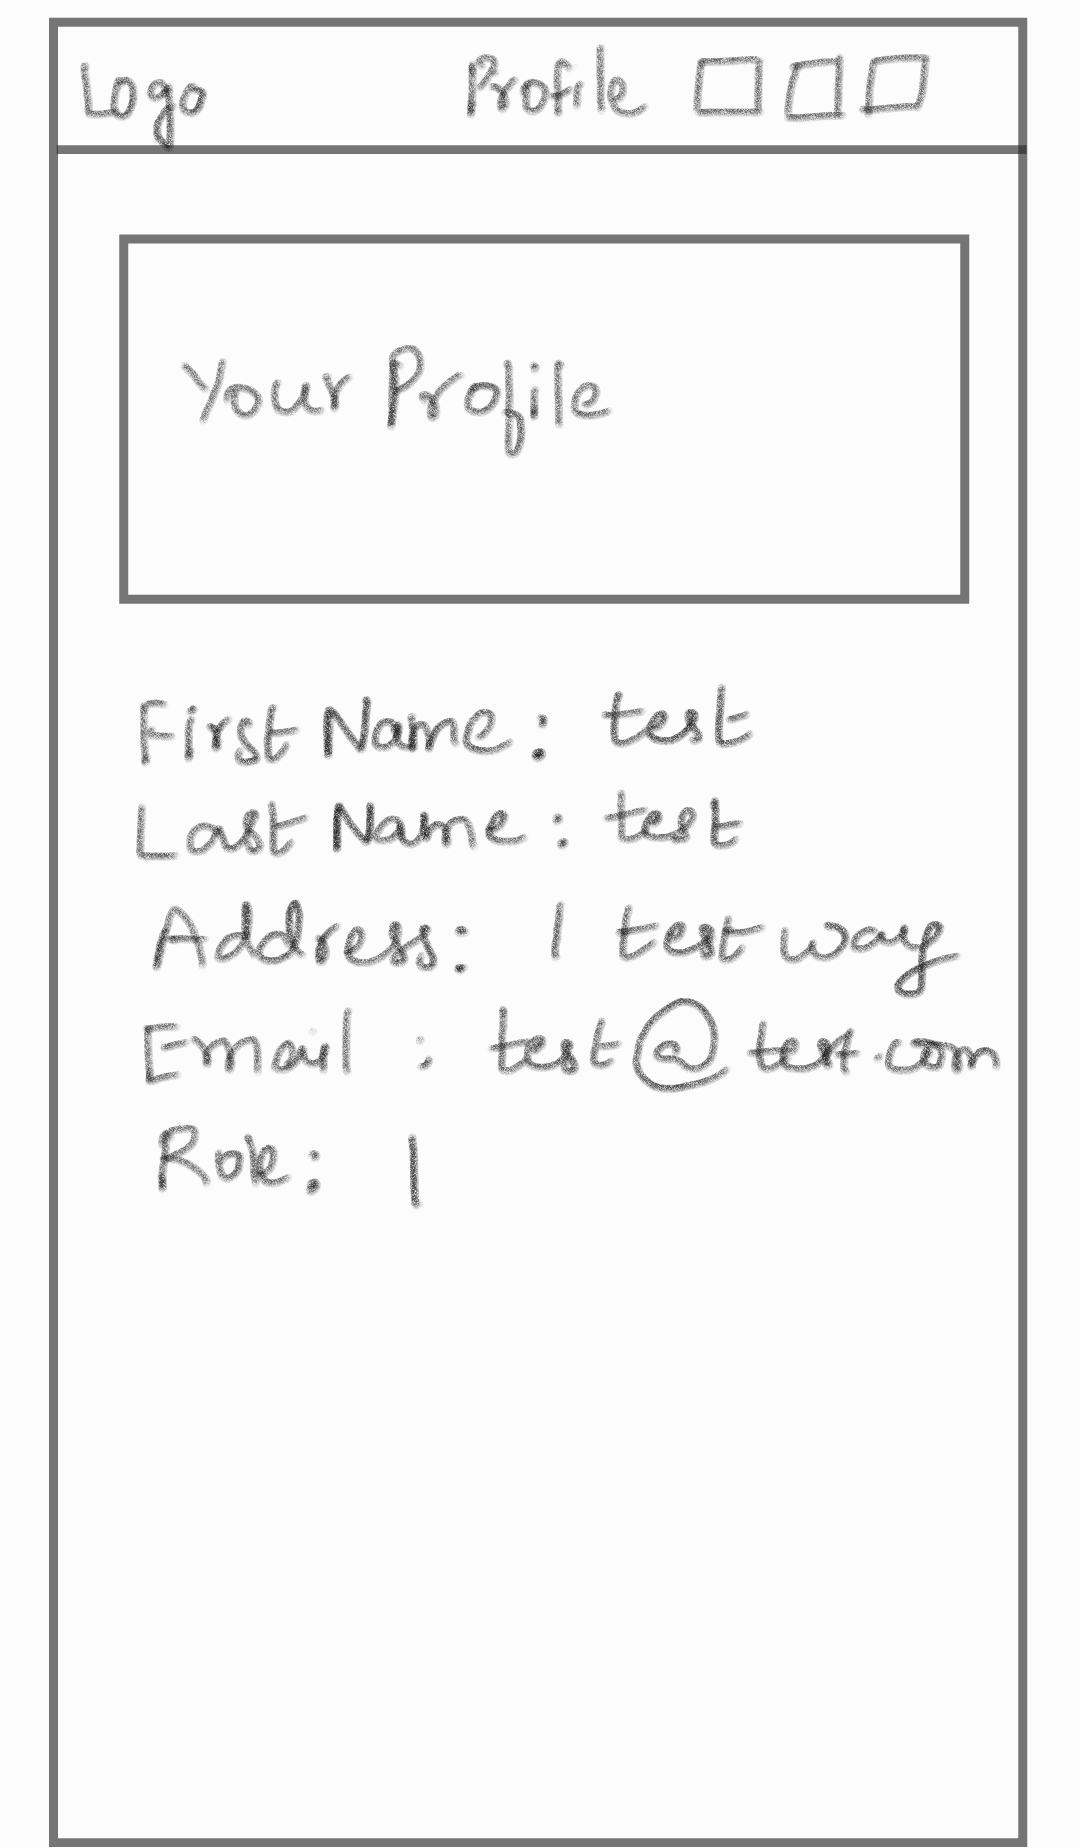 Logo Profile
Your Profile
First Name: test
Last Name: test
Address: 1 test way
Email: test@test.com
Role: 1